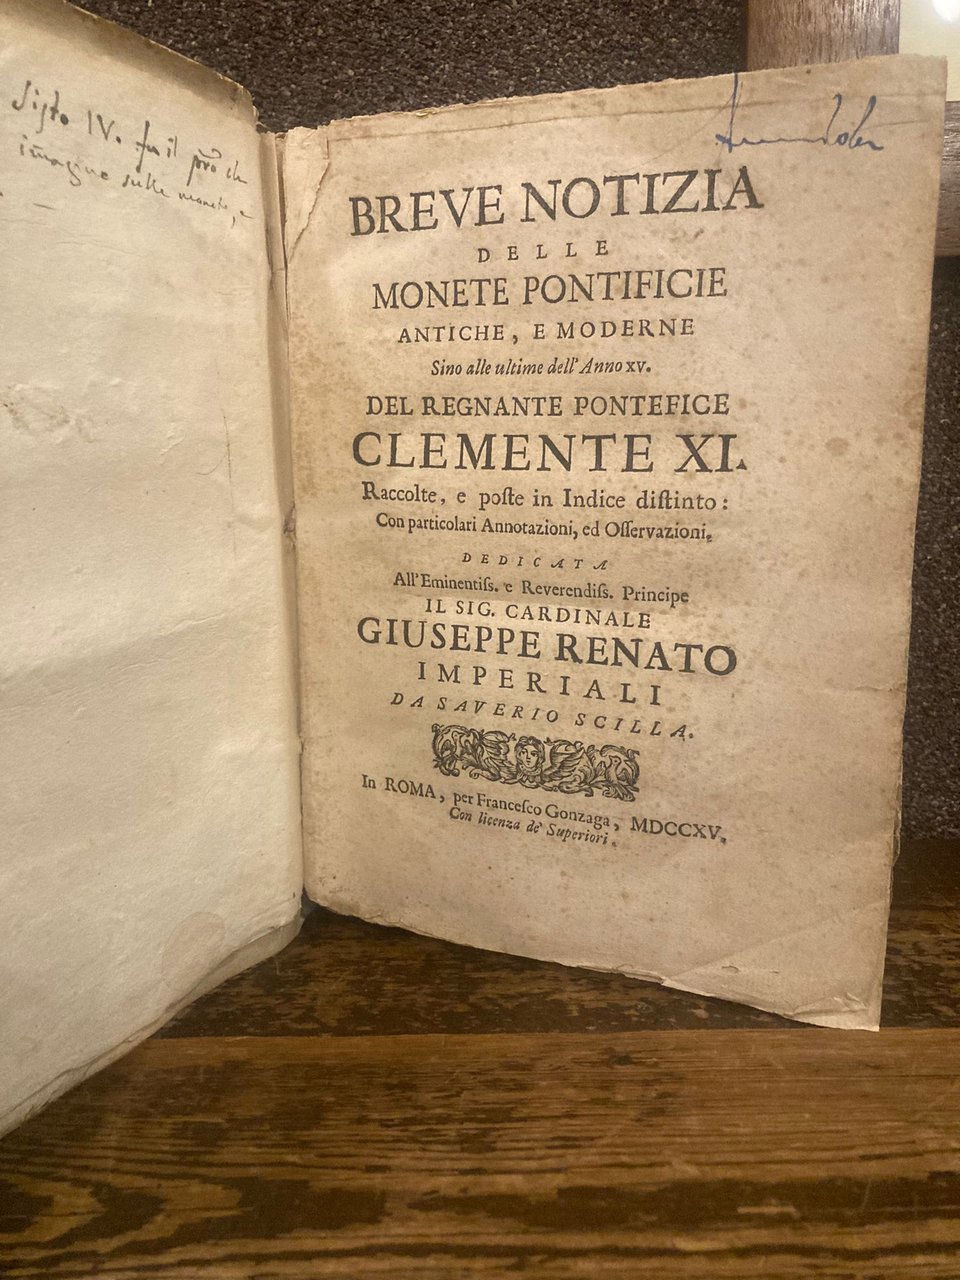 Sisto IV. fu il p̃ro che
imagine sulle monete, e
BREVE NOTIZIA
DELLE
MONETE PONTIFICIE
ANTICHE, E MODERNE
Sino alle ultime dell' Anno XV.
DEL REGNANTE PONTEFICE
CLEMENTE XI.
Raccolte, e poſte in Indice diſtinto:
Con particolari Annotazioni, ed Oſſervazioni.
DEDICATA
All' Eminentiſs. e Reverendiſs. Principe
IL SIG. CARDINALE
GIUSEPPE RENATO
IMPERIALI
DA SAVERIO SCILLA.
In ROMA, per Franceſco Gonzaga, MDCCXV.
Con licenza de' Superiori.